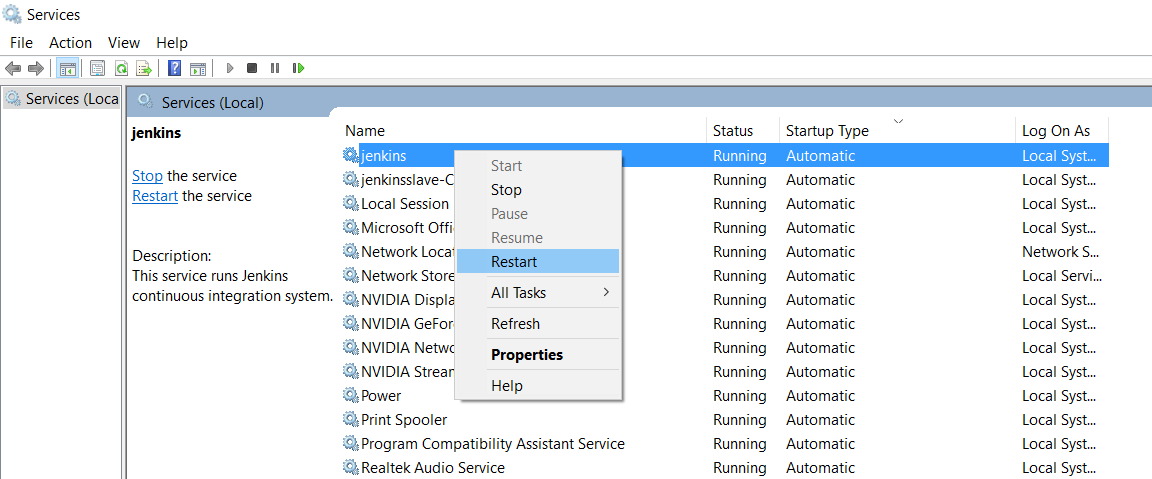 Services
File Action View Help
Services (Loca
Services (Local)
jenkins
Stop the service
Restart the service
Description:
This service runs Jenkins
continuous integration system.
Name Status Startup Type Log On As
jenkins Running Automatic Local Syst...
jenkinsslave-C Running Automatic Local Syst...
Local Session Running Automatic Local Syst...
Microsoft Offi Running Automatic Local Syst...
Network Locat Running Automatic Network S...
Network Store Running Automatic Local Servi...
NVIDIA Displa Running Automatic Local Syst...
NVIDIA GeFor Running Automatic Local Syst...
NVIDIA Netwo Running Automatic Local Syst...
NVIDIA Stream Running Automatic Local Syst...
Power Running Automatic Local Syst...
Print Spooler Running Automatic Local Syst...
Program Compatibility Assistant Service Running Automatic Local Syst...
Realtek Audio Service Running Automatic Local Syst...
Start
Stop
Pause
Resume
Restart
All Tasks
Refresh
Properties
Help